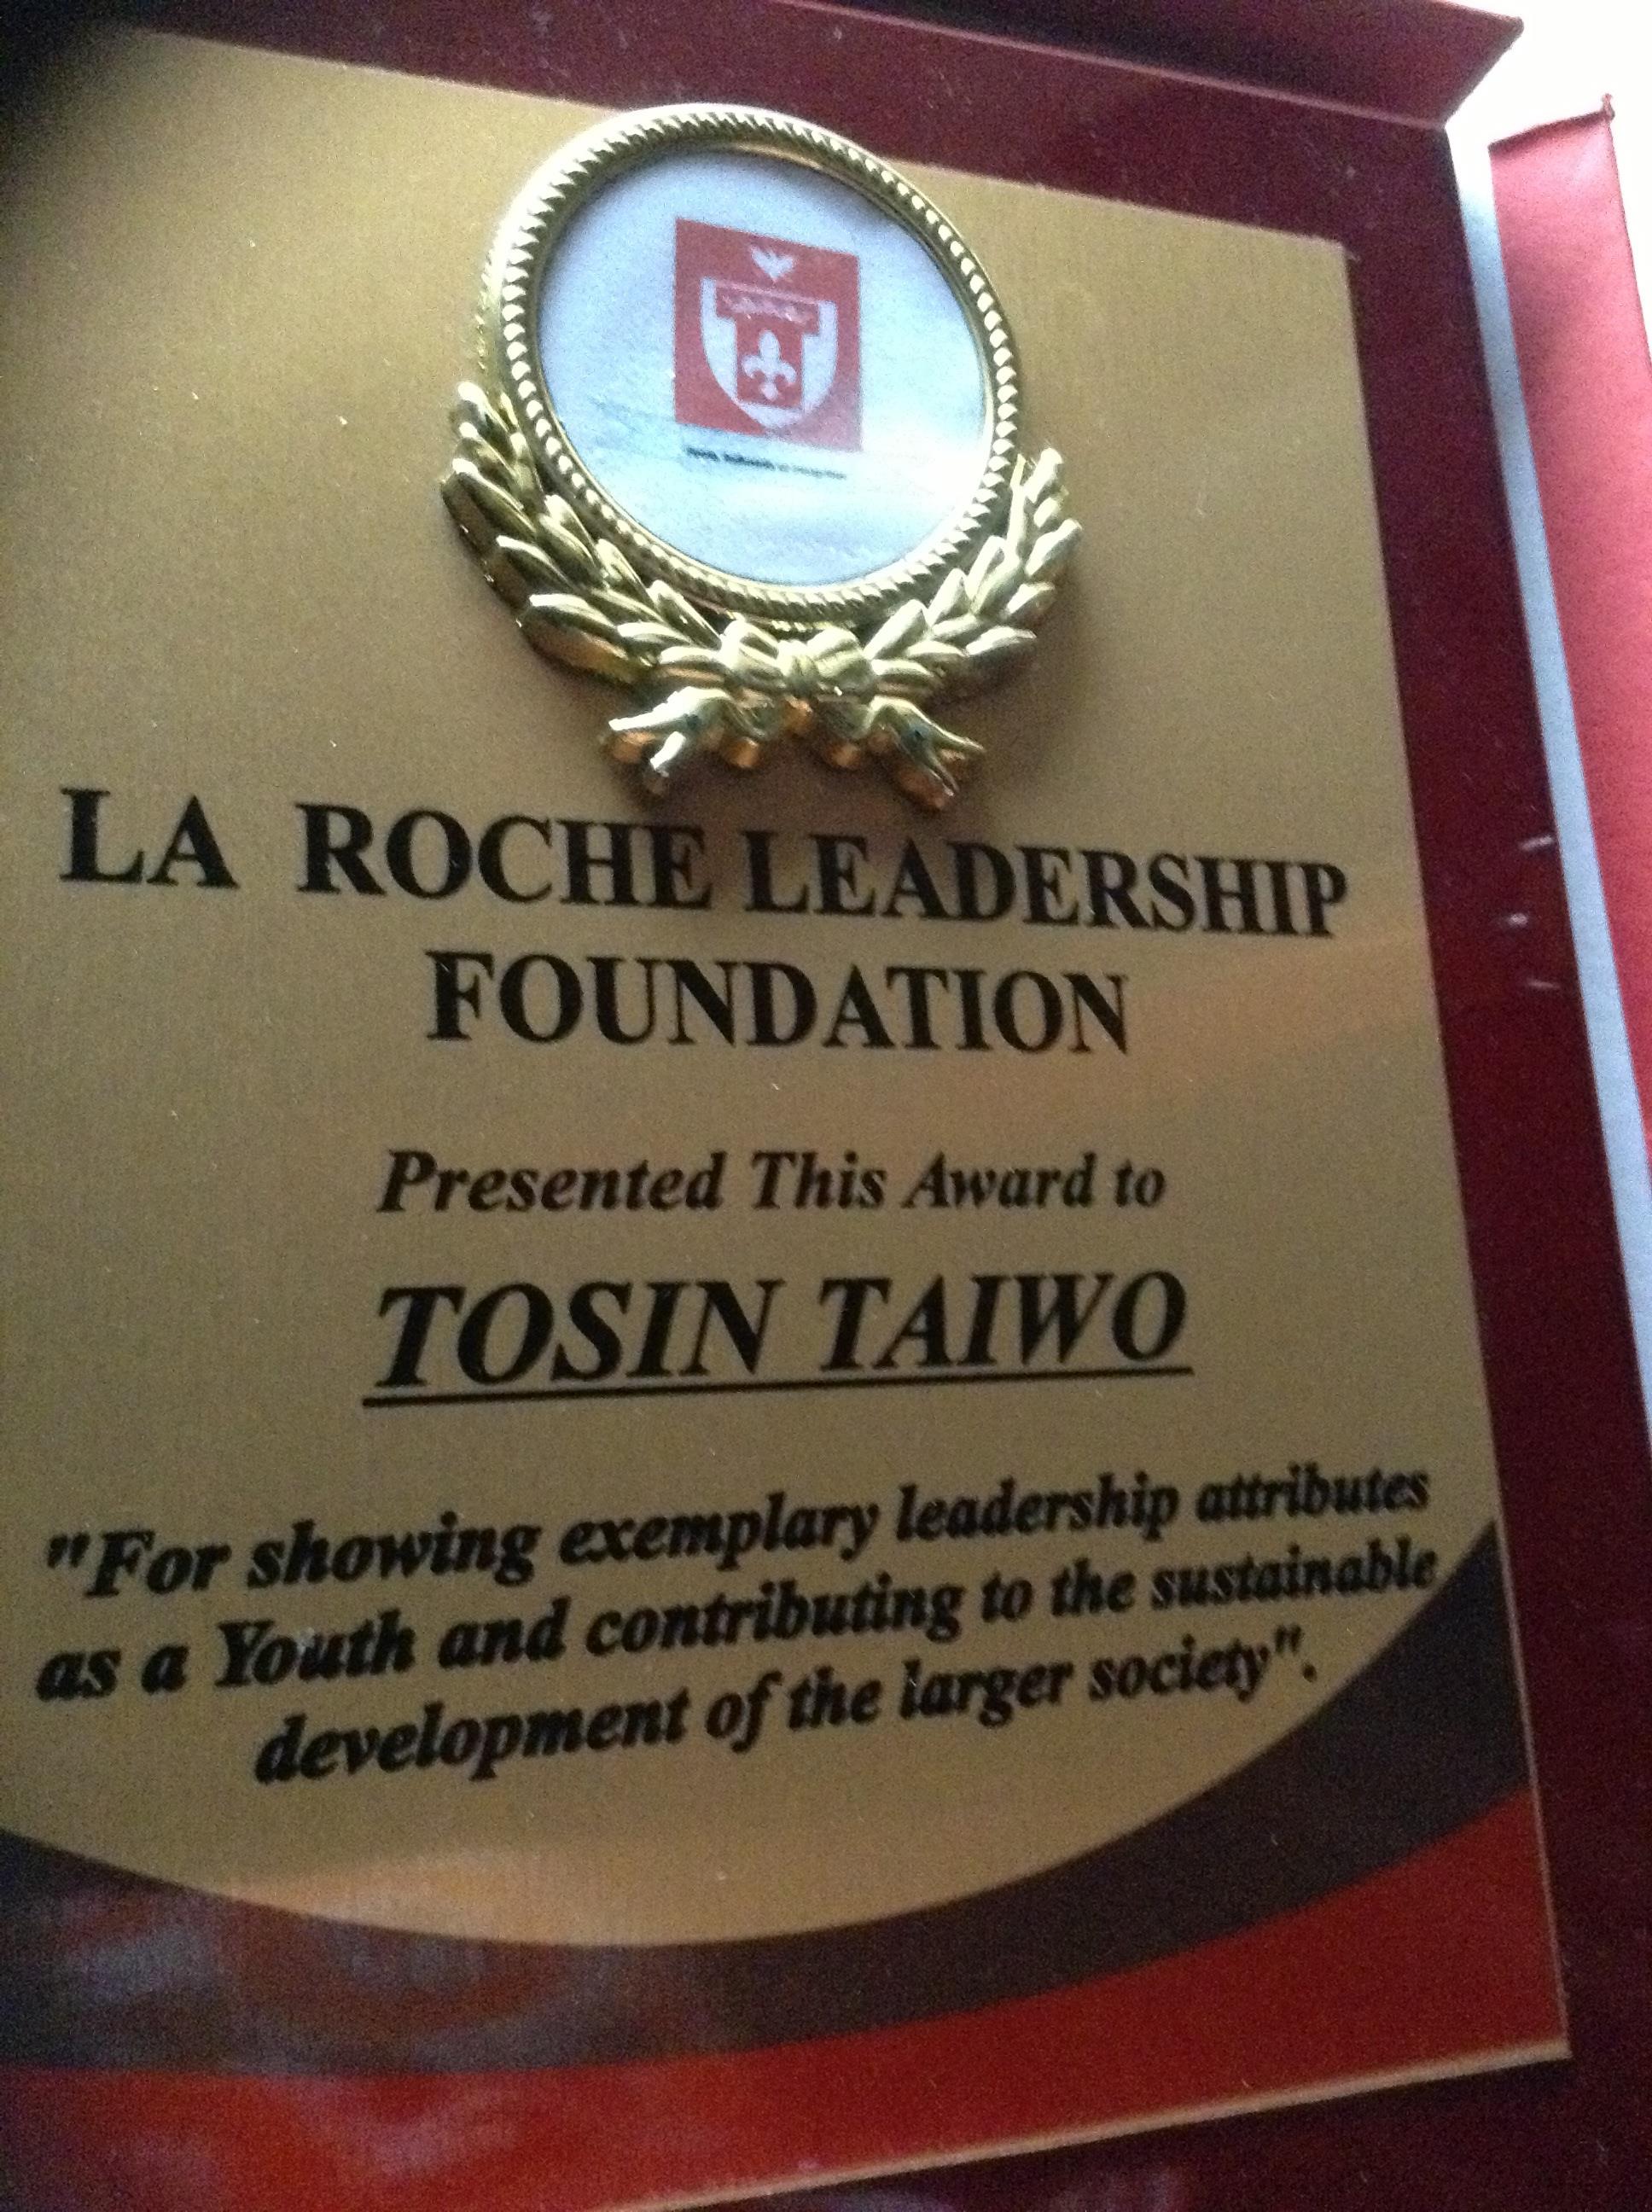 LA ROCHE LEADERSHIP
FOUNDATION
Presented This Award to
TOSIN TAIWO
"For showing exemplary leadership attributes
as a Youth and contributing to the sustainable
development of the larger society".